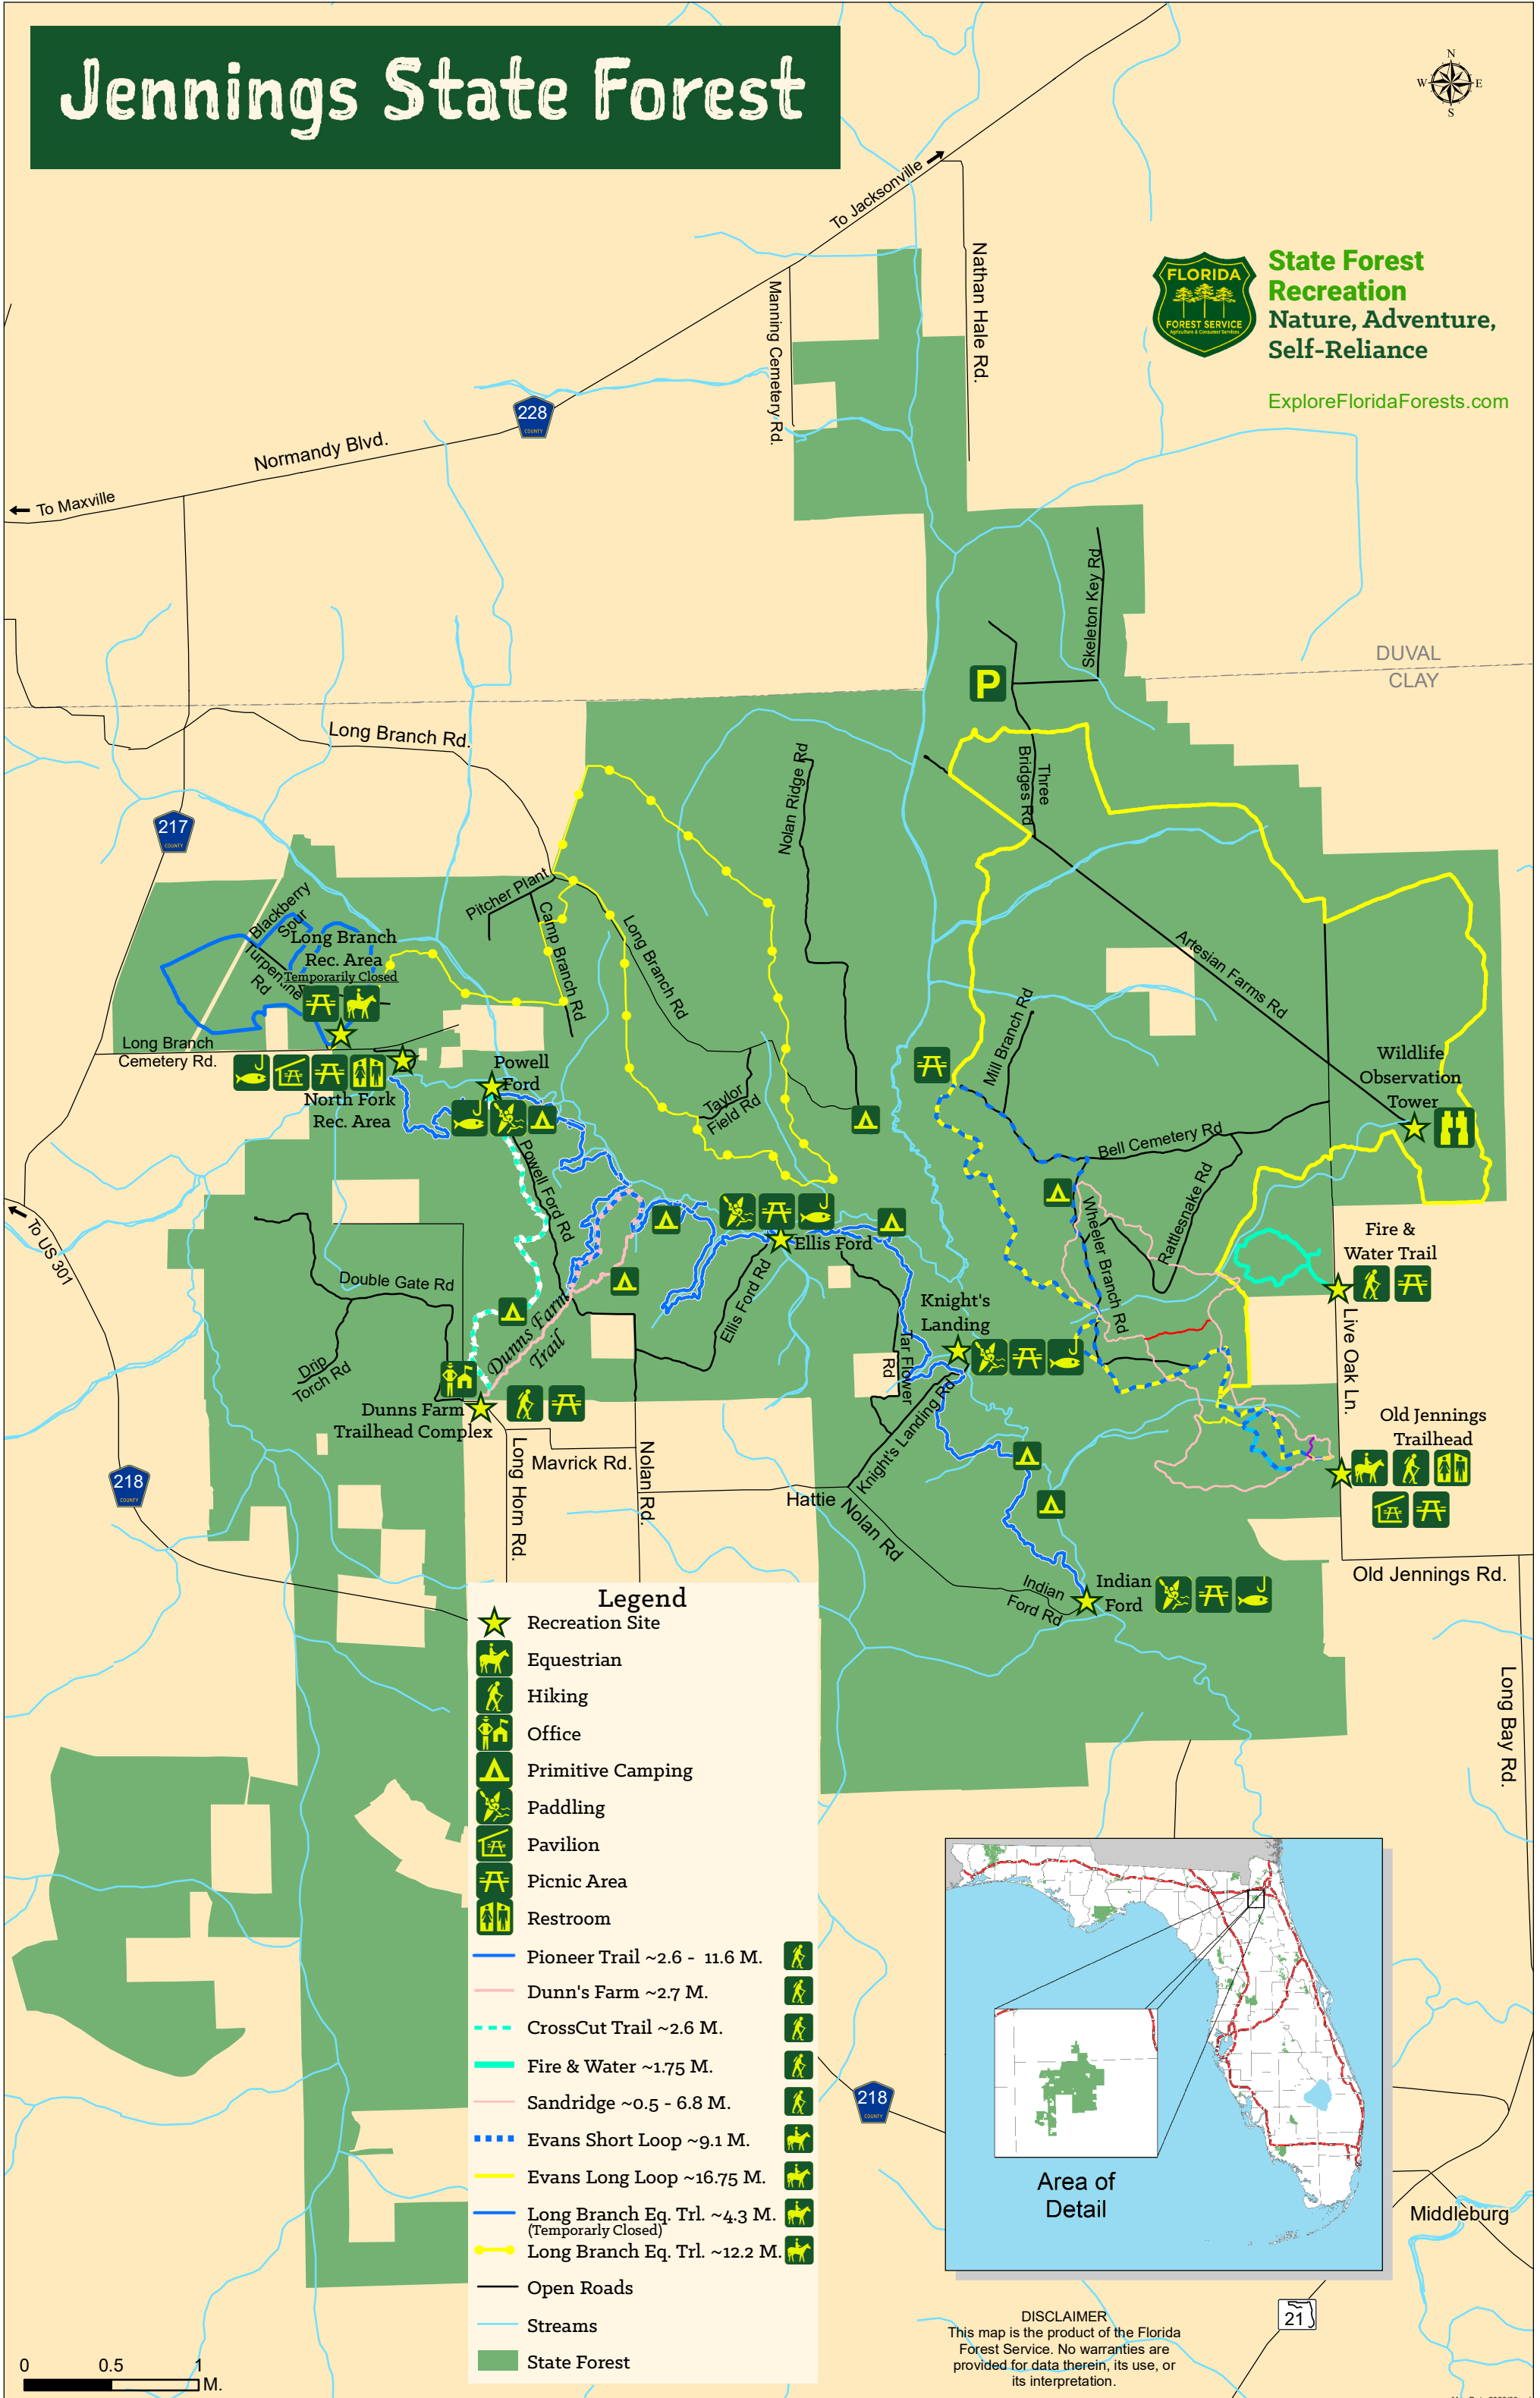 Jennings State Forest
N
W
E
S
To Jacksonville
FLORIDA
FOREST SERVICE
Agriculture & Consumer Services
State Forest
Recreation
Nature, Adventure,
Self-Reliance
ExploreFloridaForests.com
Nathan Hale Rd.
Manning Cemetery Rd.
228
COUNTY
Normandy Blvd.
To Maxville
Skeleton Key Rd
DUVAL
CLAY
P
Long Branch Rd.
Nolan Ridge Rd
Three
Bridges Rd
217
COUNTY
Pitcher Plant
Blackberry
Sour
Camp Branch Rd
Long Branch Rd
Long Branch
Rec. Area
Temporarily Closed
Turpentine
Rd
Artesian Farms Rd
Mill Branch Rd
Long Branch
Cemetery Rd.
North Fork
Rec. Area
Powell
Ford
Taylor
Field Rd
Wildlife
Observation
Tower
Bell Cemetery Rd
Powell Ford Rd
Rattlesnake Rd
Wheeler Branch Rd
To US 301
Ellis Ford
Ellis Ford Rd
Fire &
Water Trail
Double Gate Rd
Knight's
Landing
Live Oak Ln.
Drip
Torch Rd
Dunns Farm
Trail
Tar Flower
Rd
Knight's Landing Rd
Dunns Farm
Trailhead Complex
Old Jennings
Trailhead
Long Horn Rd.
Mavrick Rd.
Nolan Rd.
218
COUNTY
Hattie Nolan Rd
Indian
Ford Rd
Indian
Ford
Old Jennings Rd.
Long Bay Rd.
Legend
Recreation Site
Equestrian
Hiking
Office
Primitive Camping
Paddling
Pavilion
Picnic Area
Restroom
Pioneer Trail ~2.6 - 11.6 M.
Dunn's Farm ~2.7 M.
CrossCut Trail ~2.6 M.
Fire & Water ~1.75 M.
Sandridge ~0.5 - 6.8 M.
Evans Short Loop ~9.1 M.
Evans Long Loop ~16.75 M.
Long Branch Eq. Trl. ~4.3 M.
(Temporarly Closed)
Long Branch Eq. Trl. ~12.2 M.
Open Roads
Streams
State Forest
218
COUNTY
Area of
Detail
Middleburg
21
DISCLAIMER
This map is the product of the Florida
Forest Service. No warranties are
provided for data therein, its use, or
its interpretation.
0 0.5 1
M.